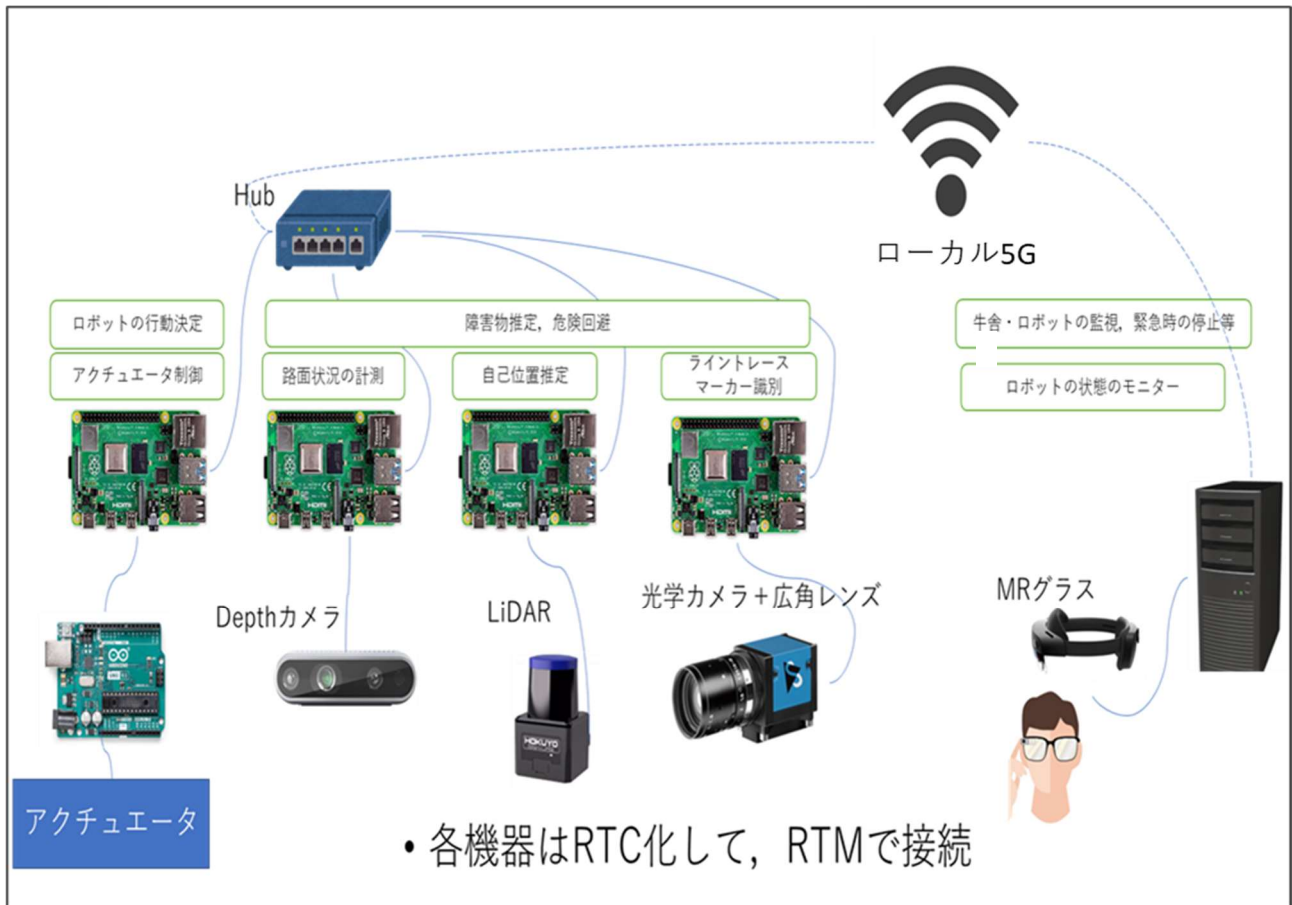 Hub
ローカル5G
ロボットの行動決定
障害物推定，危険回避
牛舎・ロボットの監視，緊急時の停止等
アクチュエータ制御
路面状況の計測
自己位置推定
ライントレース
マーカー識別
ロボットの状態のモニター
HDMI
HDMI
HDMI
HDMI
Depthカメラ
LiDAR
光学カメラ＋広角レンズ
MRグラス
HOKUYO
アクチュエータ
• 各機器はRTC化して，RTMで接続